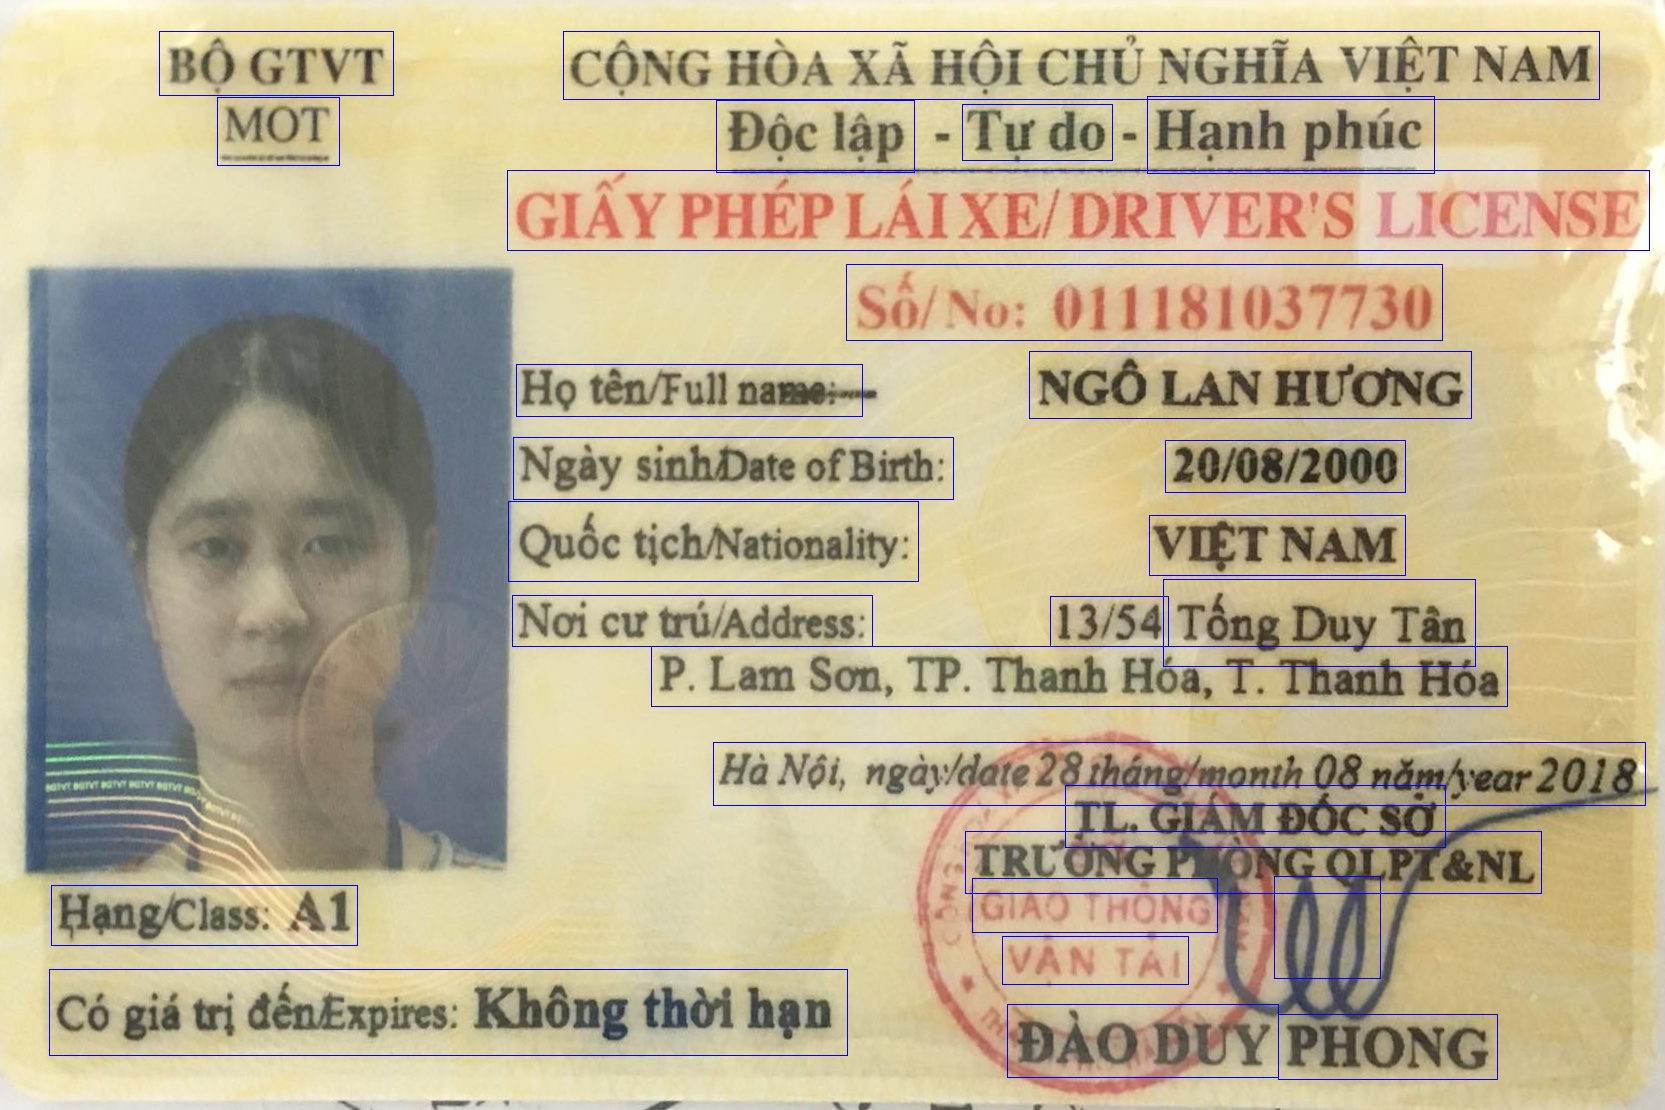 BỘ GTVT
MOT
CỘNG HÒA XÃ HỘI CHỦ NGHĨA VIỆT NAM
Độc lập - Tự do - Hạnh phúc
GIẤY PHÉP LÁI XE/ DRIVER'S LICENSE
Số/ No: 011181037730
Họ tên/Full name: NGÔ LAN HƯƠNG
Ngày sinh/Date of Birth: 20/08/2000
Quốc tịch/Nationality: VIỆT NAM
Nơi cư trú/Address: 13/54 Tống Duy Tân
P. Lam Sơn, TP. Thanh Hóa, T. Thanh Hóa
Hà Nội, ngày/date 28 tháng/month 08 năm/year 2018
TL. GIÁM ĐỐC SỞ
TRƯỞNG PHÒNG QLPT&NL
GIAO THÔNG
VẬN TẢI
ĐÀO DUY PHONG
Hạng/Class: A1
Có giá trị đến/Expires: Không thời hạn